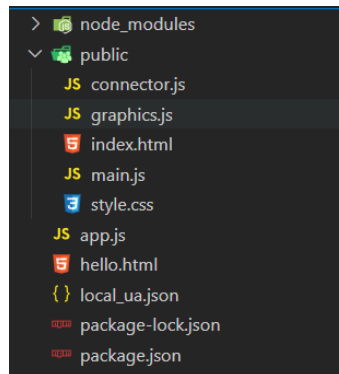 node_modules
public
JS connector.js
JS graphics.js
index.html
JS main.js
style.css
JS app.js
hello.html
{ } local_ua.json
package-lock.json
package.json